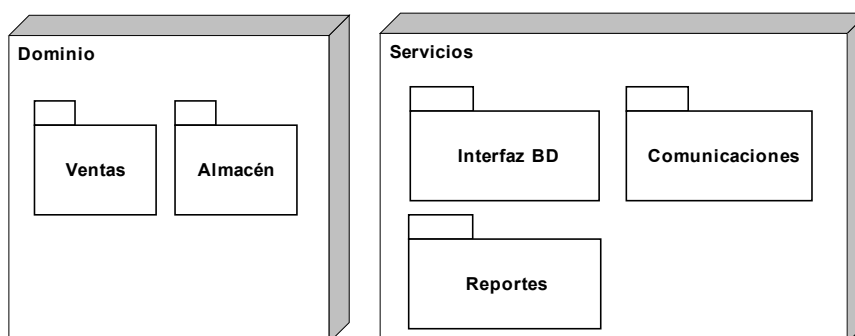 Dominio
Ventas
Almacén
Servicios
Interfaz BD
Comunicaciones
Reportes